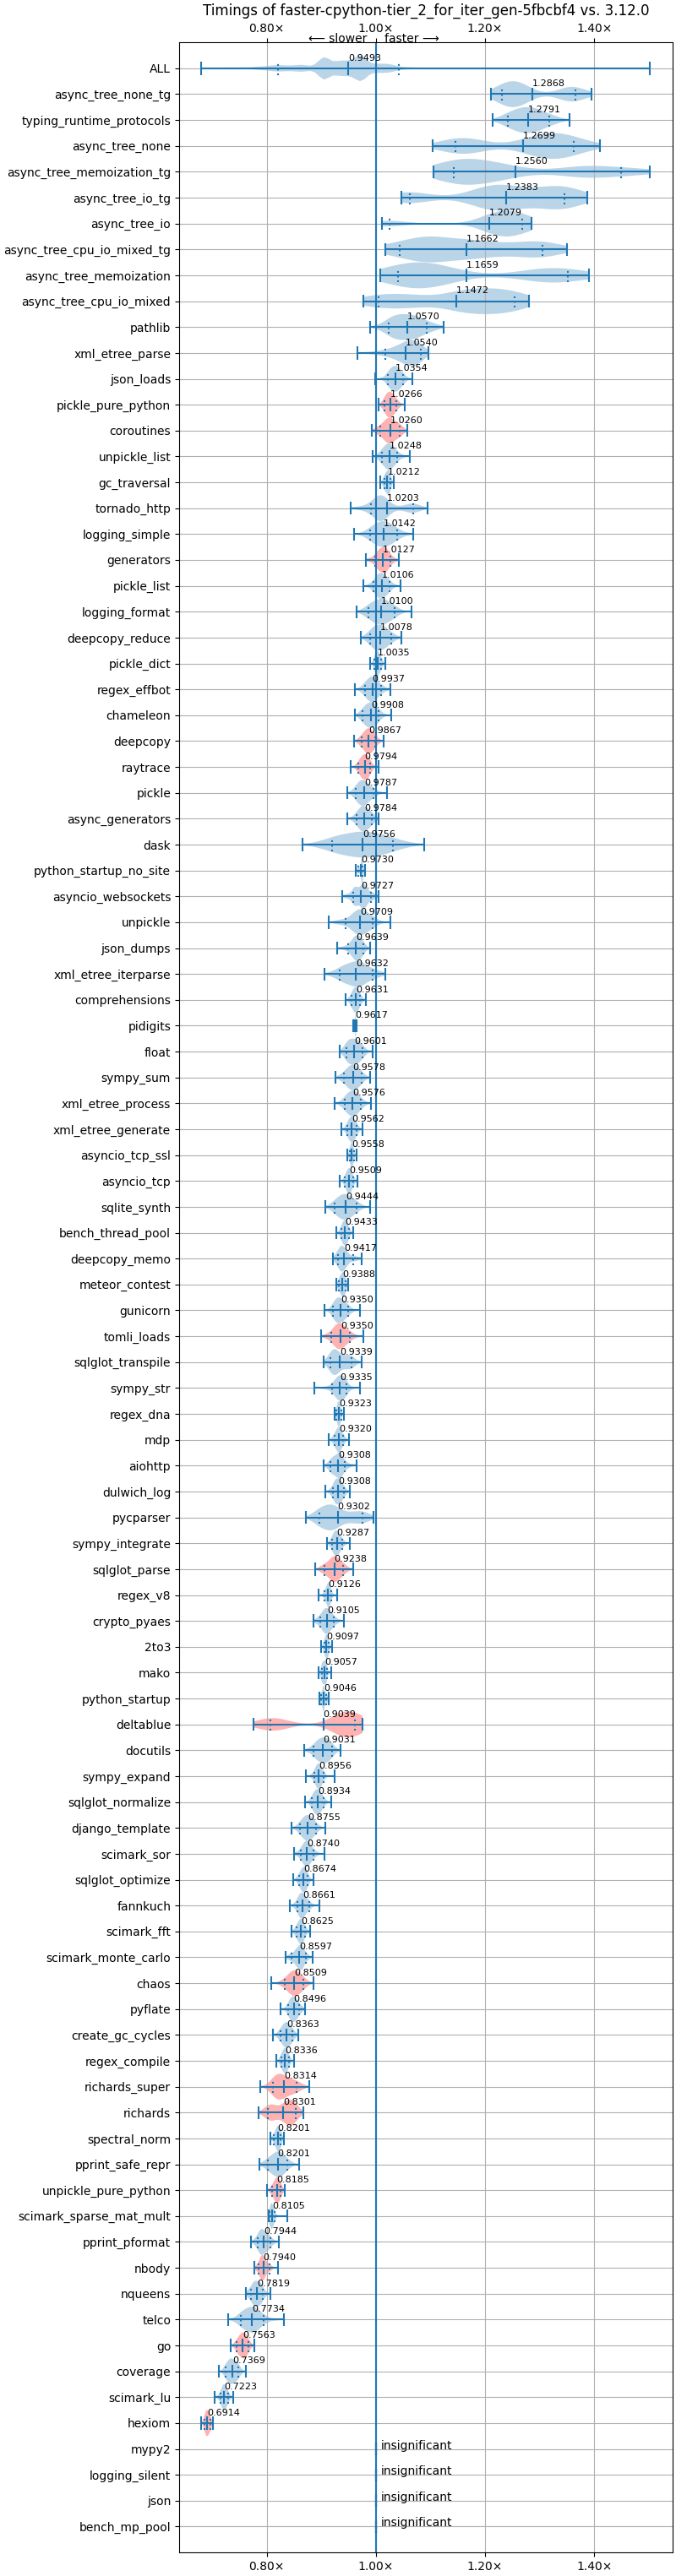 Timings of faster-cpython-tier_2_for_iter_gen-5fbcbf4 vs. 3.12.0
0.80× 1.00× 1.20× 1.40×
⟵ slower faster ⟶
ALL 0.9493
async_tree_none_tg 1.2868
typing_runtime_protocols 1.2791
async_tree_none 1.2699
async_tree_memoization_tg 1.2560
async_tree_io_tg 1.2383
async_tree_io 1.2079
async_tree_cpu_io_mixed_tg 1.1662
async_tree_memoization 1.1659
async_tree_cpu_io_mixed 1.1472
pathlib 1.0570
xml_etree_parse 1.0540
json_loads 1.0354
pickle_pure_python 1.0266
coroutines 1.0260
unpickle_list 1.0248
gc_traversal 1.0212
tornado_http 1.0203
logging_simple 1.0142
generators 1.0127
pickle_list 1.0106
logging_format 1.0100
deepcopy_reduce 1.0078
pickle_dict 1.0035
regex_effbot 0.9937
chameleon 0.9908
deepcopy 0.9867
raytrace 0.9794
pickle 0.9787
async_generators 0.9784
dask 0.9756
python_startup_no_site 0.9730
asyncio_websockets 0.9727
unpickle 0.9709
json_dumps 0.9639
xml_etree_iterparse 0.9632
comprehensions 0.9631
pidigits 0.9617
float 0.9601
sympy_sum 0.9578
xml_etree_process 0.9576
xml_etree_generate 0.9562
asyncio_tcp_ssl 0.9558
asyncio_tcp 0.9509
sqlite_synth 0.9444
bench_thread_pool 0.9433
deepcopy_memo 0.9417
meteor_contest 0.9388
gunicorn 0.9350
tomli_loads 0.9350
sqlglot_transpile 0.9339
sympy_str 0.9335
regex_dna 0.9323
mdp 0.9320
aiohttp 0.9308
dulwich_log 0.9308
pycparser 0.9302
sympy_integrate 0.9287
sqlglot_parse 0.9238
regex_v8 0.9126
crypto_pyaes 0.9105
2to3 0.9097
mako 0.9057
python_startup 0.9046
deltablue 0.9039
docutils 0.9031
sympy_expand 0.8956
sqlglot_normalize 0.8934
django_template 0.8755
scimark_sor 0.8740
sqlglot_optimize 0.8674
fannkuch 0.8661
scimark_fft 0.8625
scimark_monte_carlo 0.8597
chaos 0.8509
pyflate 0.8496
create_gc_cycles 0.8363
regex_compile 0.8336
richards_super 0.8314
richards 0.8301
spectral_norm 0.8201
pprint_safe_repr 0.8201
unpickle_pure_python 0.8185
scimark_sparse_mat_mult 0.8105
pprint_pformat 0.7944
nbody 0.7940
nqueens 0.7819
telco 0.7734
go 0.7563
coverage 0.7369
scimark_lu 0.7223
hexiom 0.6914
mypy2 insignificant
logging_silent insignificant
json insignificant
bench_mp_pool insignificant
0.80× 1.00× 1.20× 1.40×